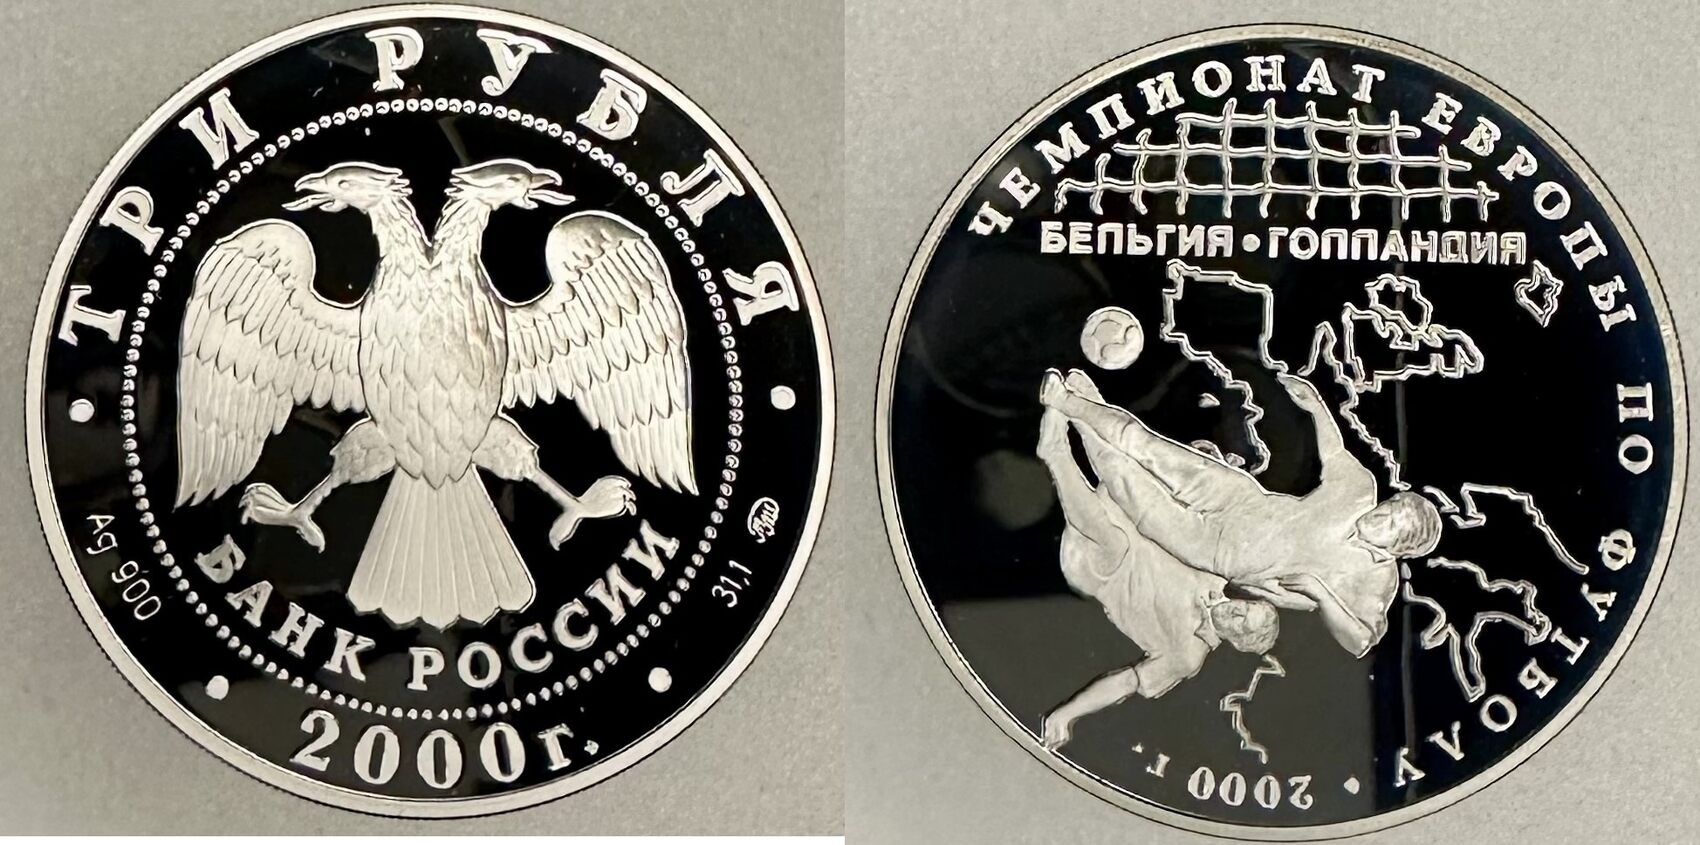 ТРИ РУБЛЯ
Ag 900
31,1
БАНК РОССИИ
2000г.
ЧЕМПИОНАТ ЕВРОПЫ ПО ФУТБОЛУ • 2000 г.
БЕЛЬГИЯ • ГОЛЛАНДИЯ